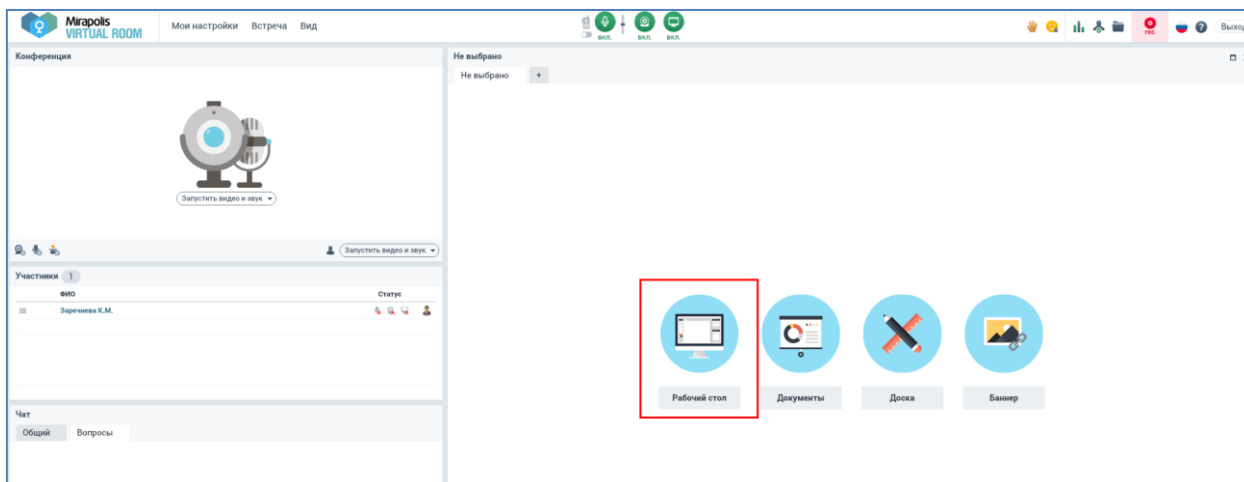 Mirapolis
VIRTUAL ROOM
Мои настройки Встреча Вид
вкл. вкл. вкл.
rec
Выход
Конференция
Запустить видео и звук
Запустить видео и звук
Участники 1
ФИО Статус
Заречнева К.М.
Чат
Общий Вопросы
Не выбрано
Не выбрано +
Рабочий стол Документы Доска Баннер